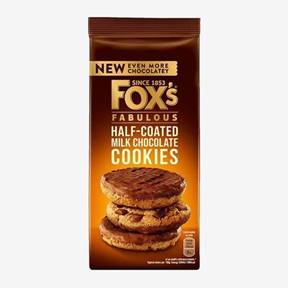 NEW EVEN MORE
CHOCOLATEY
SINCE 1853
FOX's
FABULOUS
HALF-COATED
MILK CHOCOLATE
COOKIES